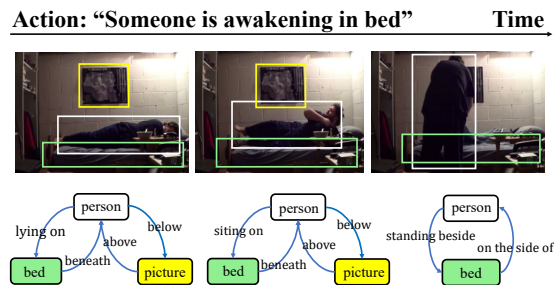 Action: “Someone is awakening in bed” Time
person
lying on
below
above
beneath
bed
picture
person
siting on
below
above
beneath
bed
picture
person
standing beside
on the side of
bed